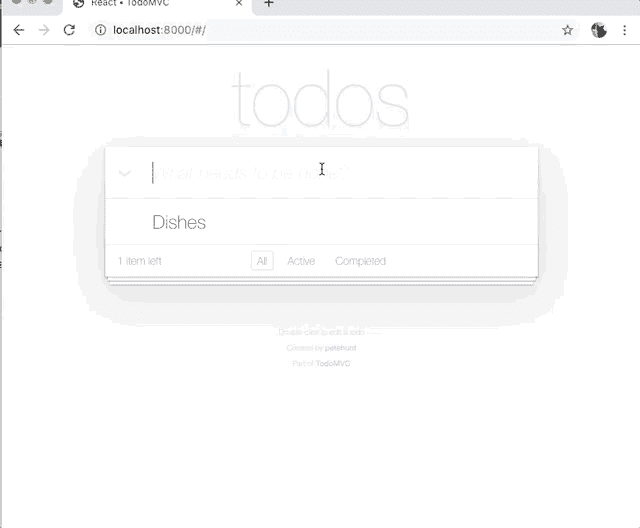 React • TodoMVC
localhost:8000/#/
todos
What needs to be done?
Dishes
1 item left
All
Active
Completed
Double-click to edit a todo
Created by petehunt
Part of TodoMVC